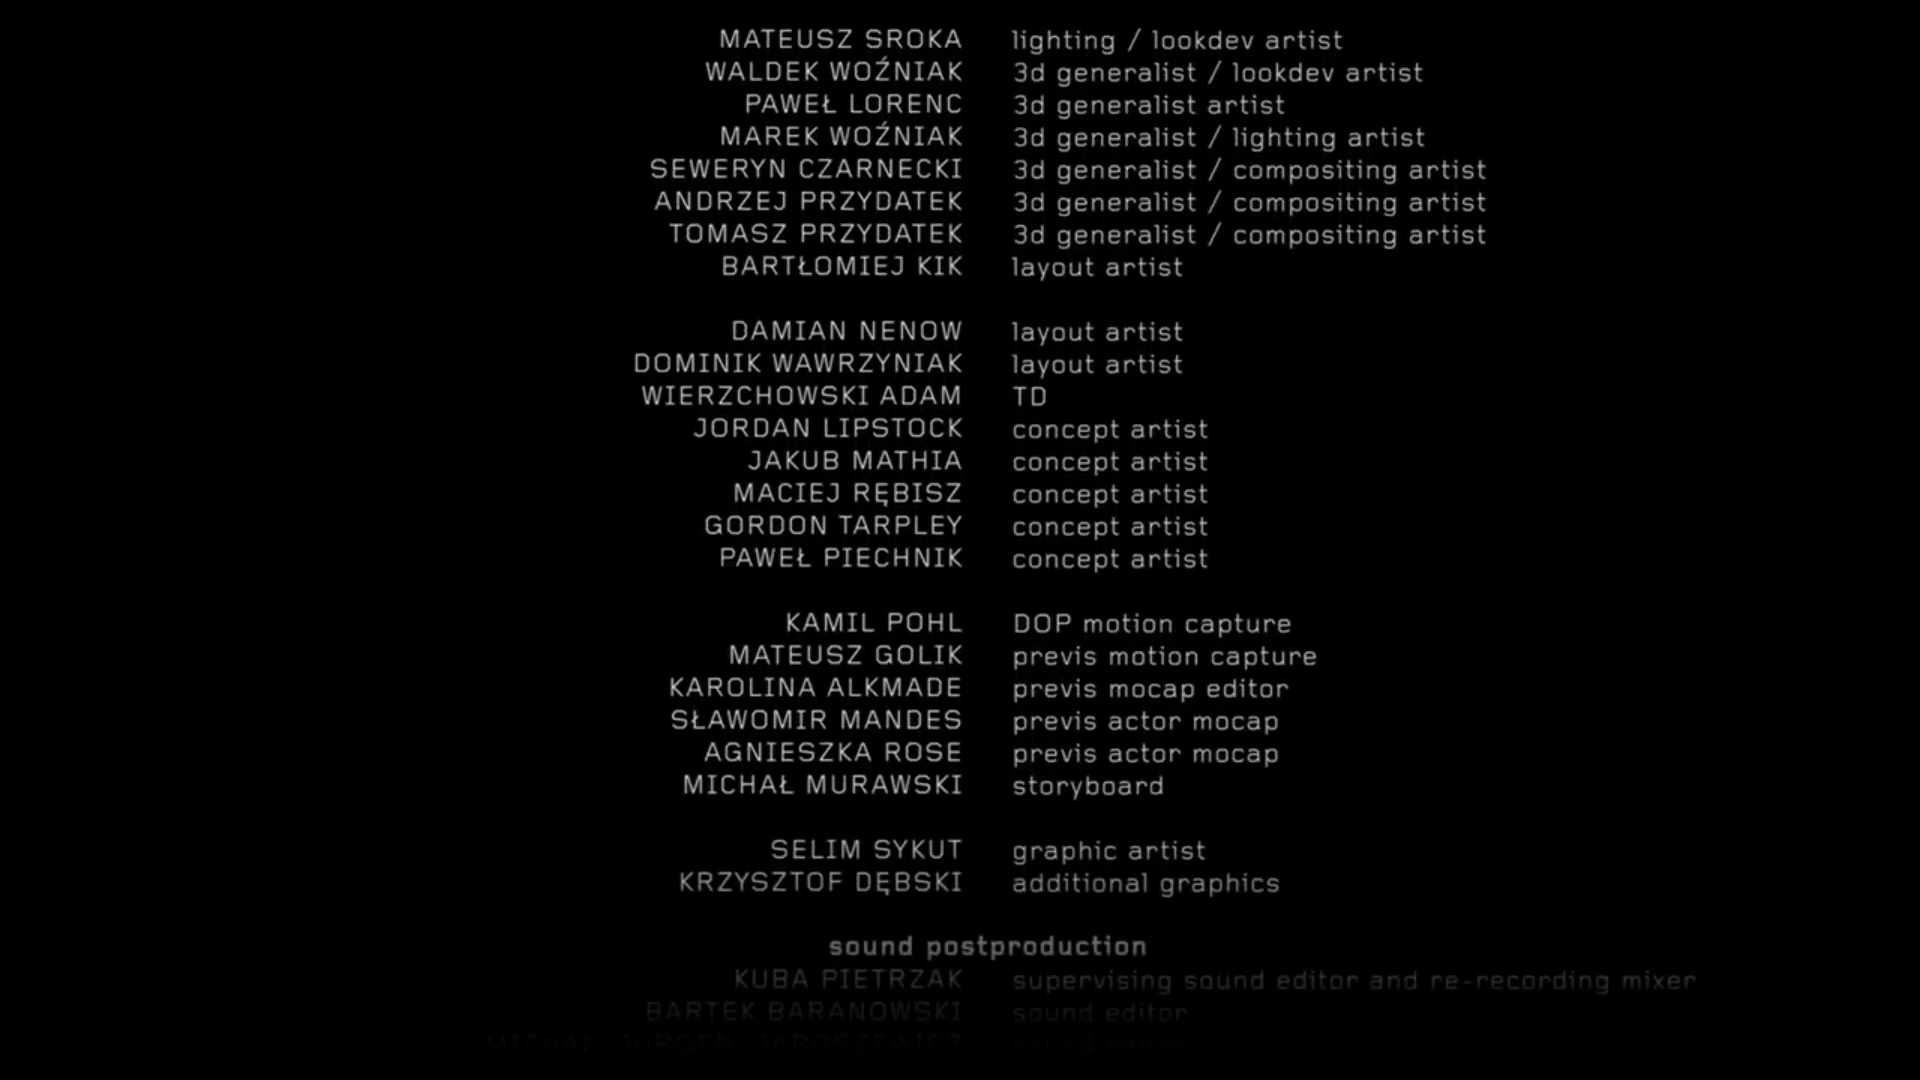 MATEUSZ SROKA lighting / lookdev artist
WALDEK WOŹNIAK 3d generalist / lookdev artist
PAWEŁ LORENC 3d generalist artist
MAREK WOŹNIAK 3d generalist / lighting artist
SEWERYN CZARNECKI 3d generalist / compositing artist
ANDRZEJ PRZYDATEK 3d generalist / compositing artist
TOMASZ PRZYDATEK 3d generalist / compositing artist
BARTŁOMIEJ KIK layout artist
DAMIAN NENOW layout artist
DOMINIK WAWRZYNIAK layout artist
WIERZCHOWSKI ADAM TD
JORDAN LIPSTOCK concept artist
JAKUB MATHIA concept artist
MACIEJ RĘBISZ concept artist
GORDON TARPLEY concept artist
PAWEŁ PIECHNIK concept artist
KAMIL POHL DOP motion capture
MATEUSZ GOLIK previs motion capture
KAROLINA ALKMADE previs mocap editor
SŁAWOMIR MANDES previs actor mocap
AGNIESZKA ROSE previs actor mocap
MICHAŁ MURAWSKI storyboard
SELIM SYKUT graphic artist
KRZYSZTOF DĘBSKI additional graphics
sound postproduction
KUBA PIETRZAK supervising sound editor and re-recording mixer
BARTEK BARANOWSKI sound editor